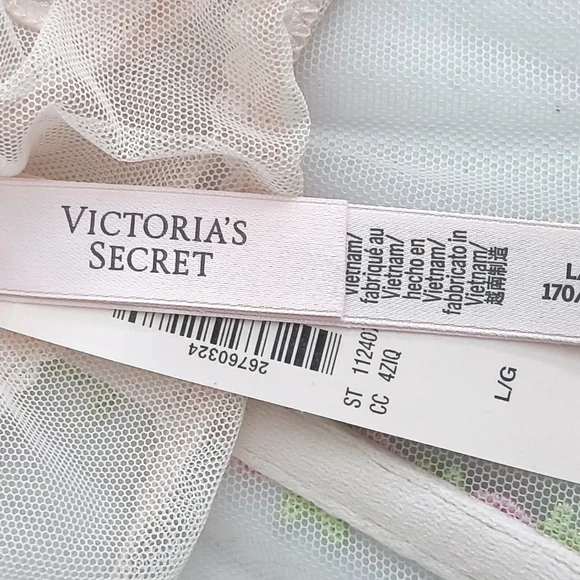 VICTORIA'S
SECRET
Vietnam/
fabriqué au
Vietnam/
hecho en
Vietnam/
fabbricato in
Vietnam/
越南制造
170/
26760324
ST 11240
CC 4ZIQ
L/G